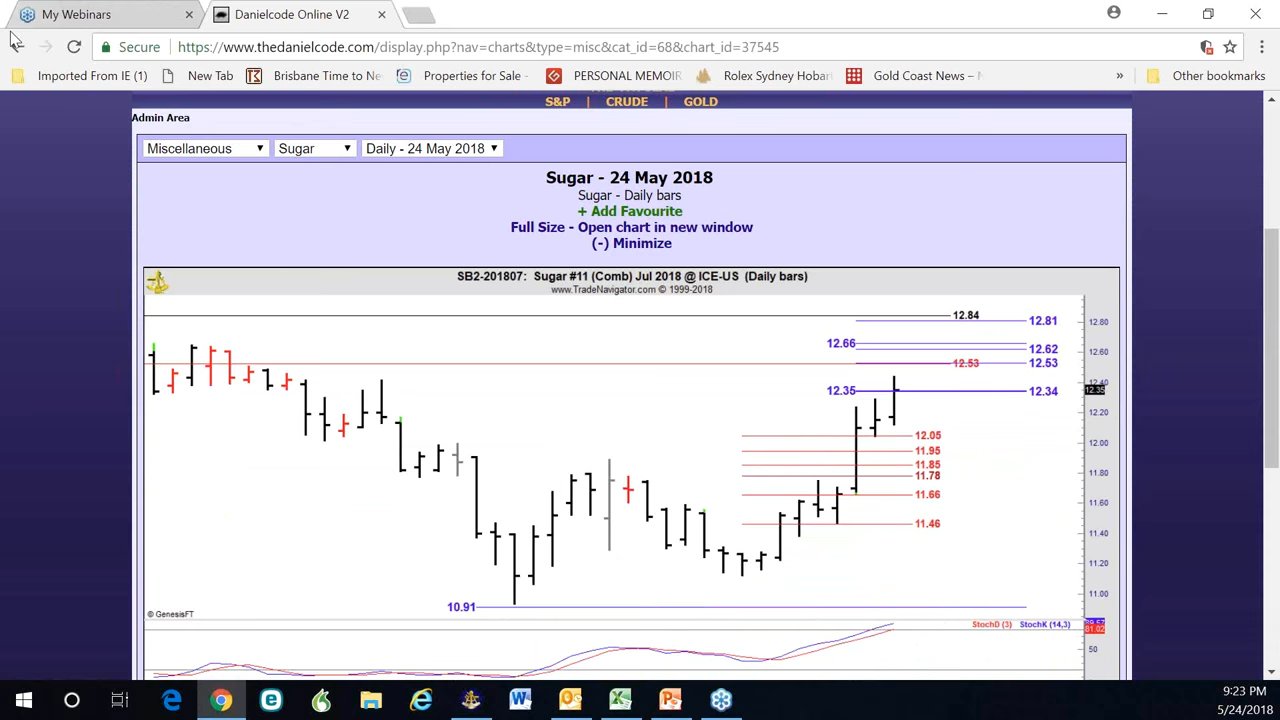 My Webinars
Danielcode Online V2
Secure
https://www.thedanielcode.com/display.php?nav=charts&type=misc&cat_id=68&chart_id=37545
Imported From IE (1)
New Tab
Brisbane Time to Ne
Properties for Sale -
PERSONAL MEMOIR
Rolex Sydney Hobar
Gold Coast News –
»
Other bookmarks
S&P | CRUDE | GOLD
Admin Area
Miscellaneous
Sugar
Daily - 24 May 2018
Sugar - 24 May 2018
Sugar - Daily bars
+ Add Favourite
Full Size - Open chart in new window
(-) Minimize
SB2-201807: Sugar #11 (Comb) Jul 2018 @ ICE-US (Daily bars)
www.TradeNavigator.com © 1999-2018
12.84
12.81
12.80
12.66
12.62
12.60
12.53
12.53
12.40
12.35
12.34
12.35
12.20
12.05
12.00
11.95
11.85
11.80
11.78
11.66
11.60
11.46
11.40
11.20
11.00
10.91
© GenesisFT
StochD (3)
StochK (14,3)
81.02
50
9:23 PM
5/24/2018